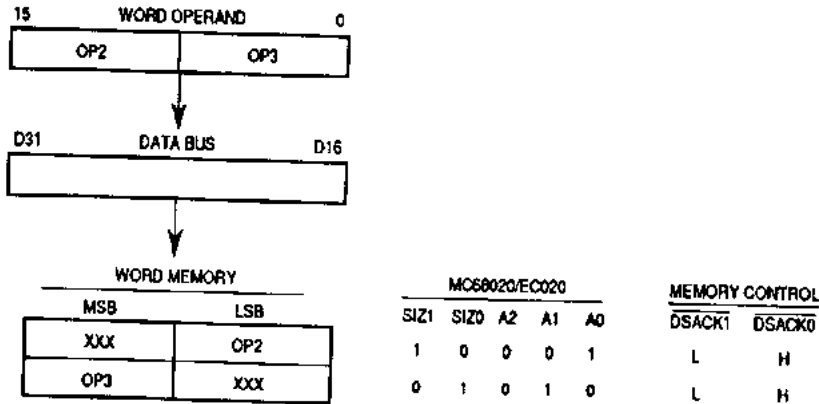 15 WORD OPERAND 0
OP2 OP3
D31 DATA BUS D16
WORD MEMORY
MSB LSB
XXX OP2
OP3 XXX
MC68020/EC020
SIZ1 SIZ0 A2 A1 A0
1 0 0 0 1
0 1 0 1 0
MEMORY CONTROL
DSACK1 DSACK0
L H
L H